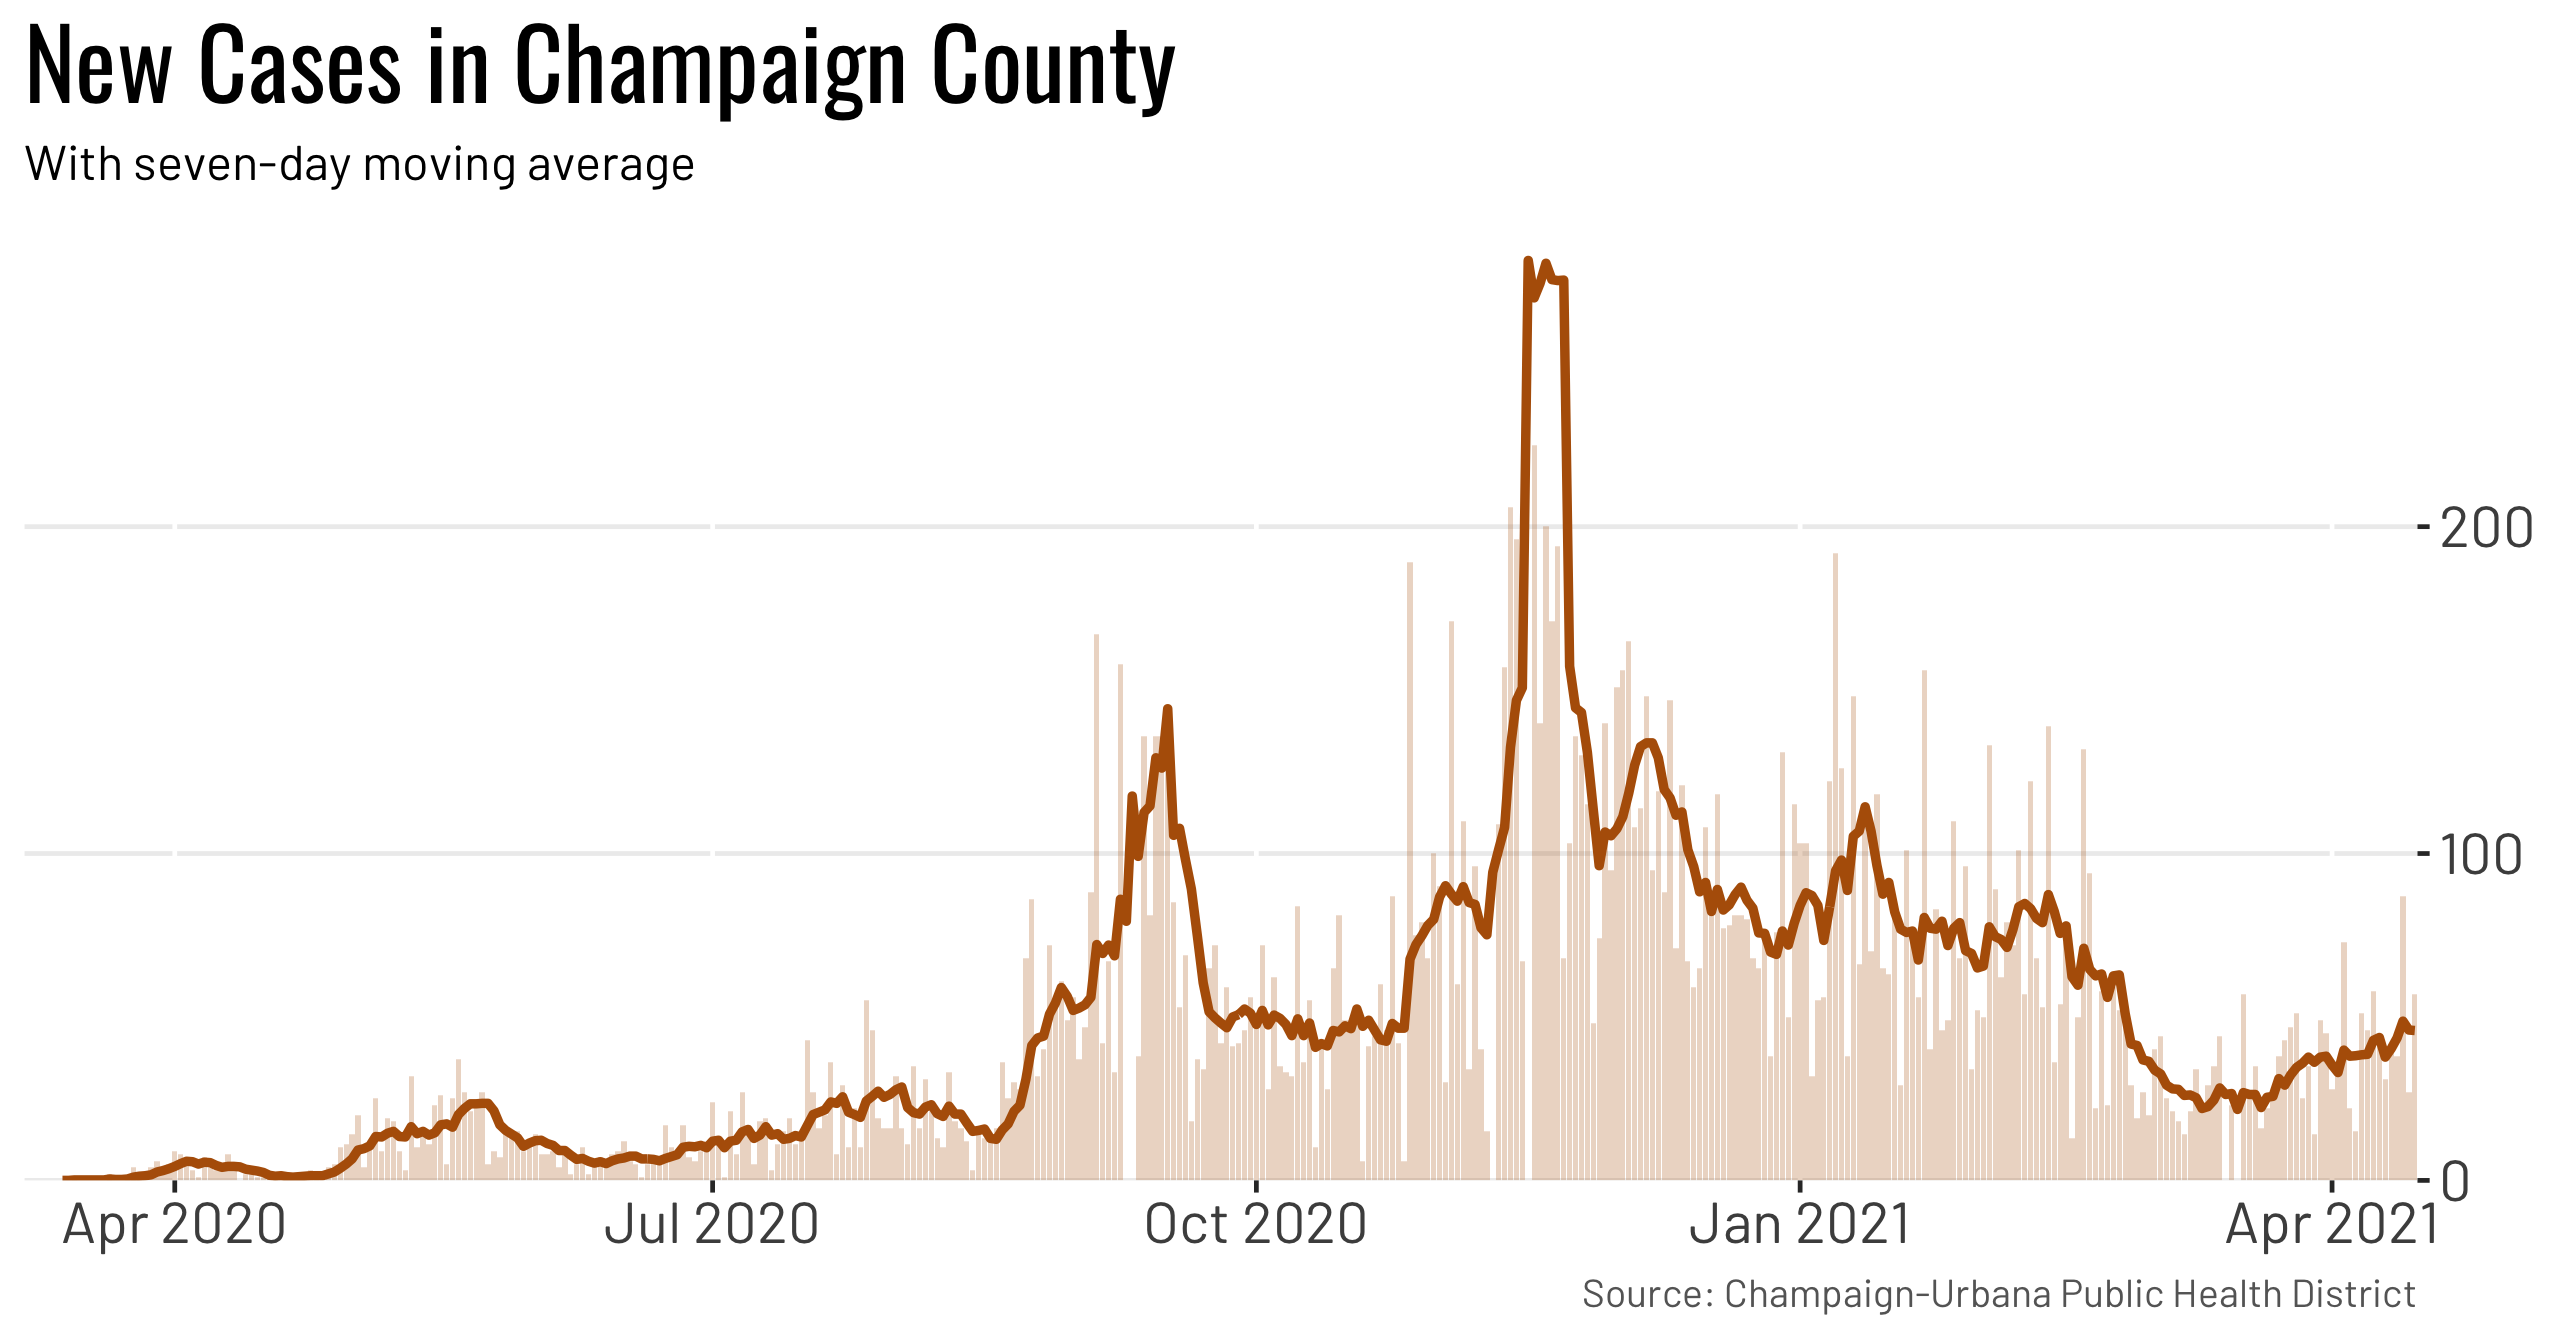 New Cases in Champaign County
With seven-day moving average
200
100
0
Apr 2020 Jul 2020 Oct 2020 Jan 2021 Apr 2021
Source: Champaign-Urbana Public Health District